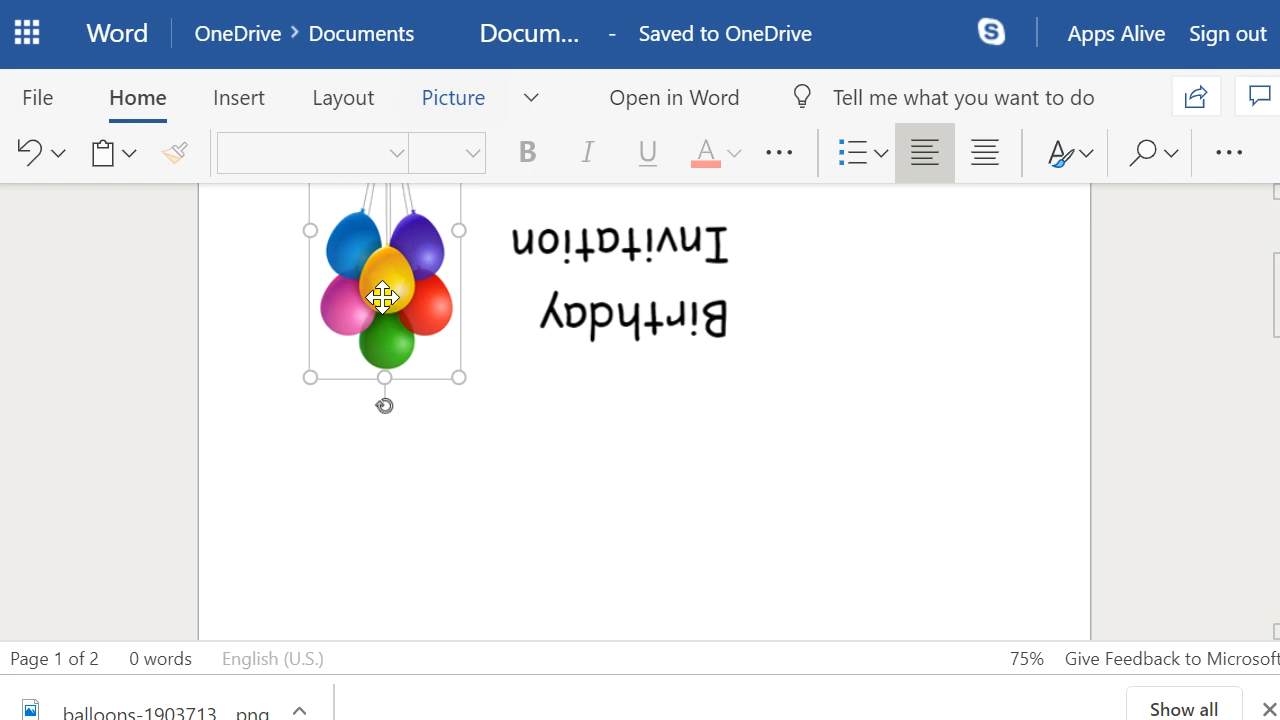 Word
OneDrive > Documents
Docum... - Saved to OneDrive
Apps Alive
Sign out
File
Home
Insert
Layout
Picture
Open in Word
Tell me what you want to do
B I U A
Birthday
Invitation
Page 1 of 2
0 words
English (U.S.)
75%
Give Feedback to Microsoft
balloons-1903713_.png
Show all